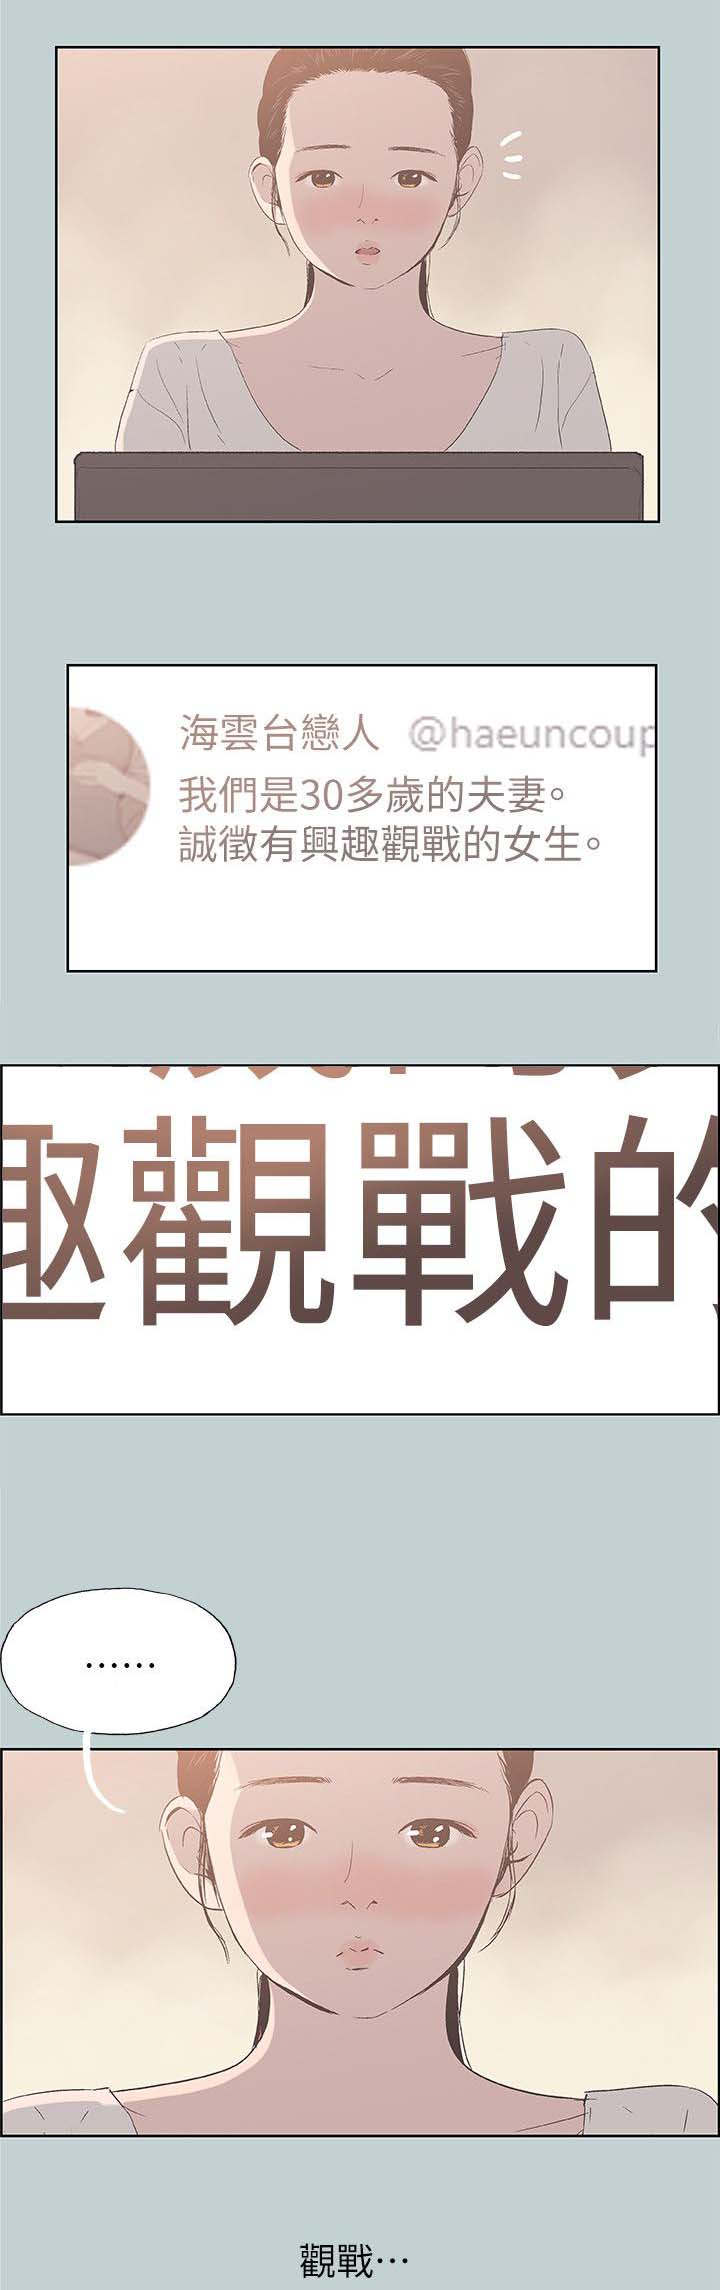 海雲台戀人 @haeuncoup
我們是30多歲的夫妻。
誠徵有興趣觀戰的女生。
趣觀戰的
……
觀戰…